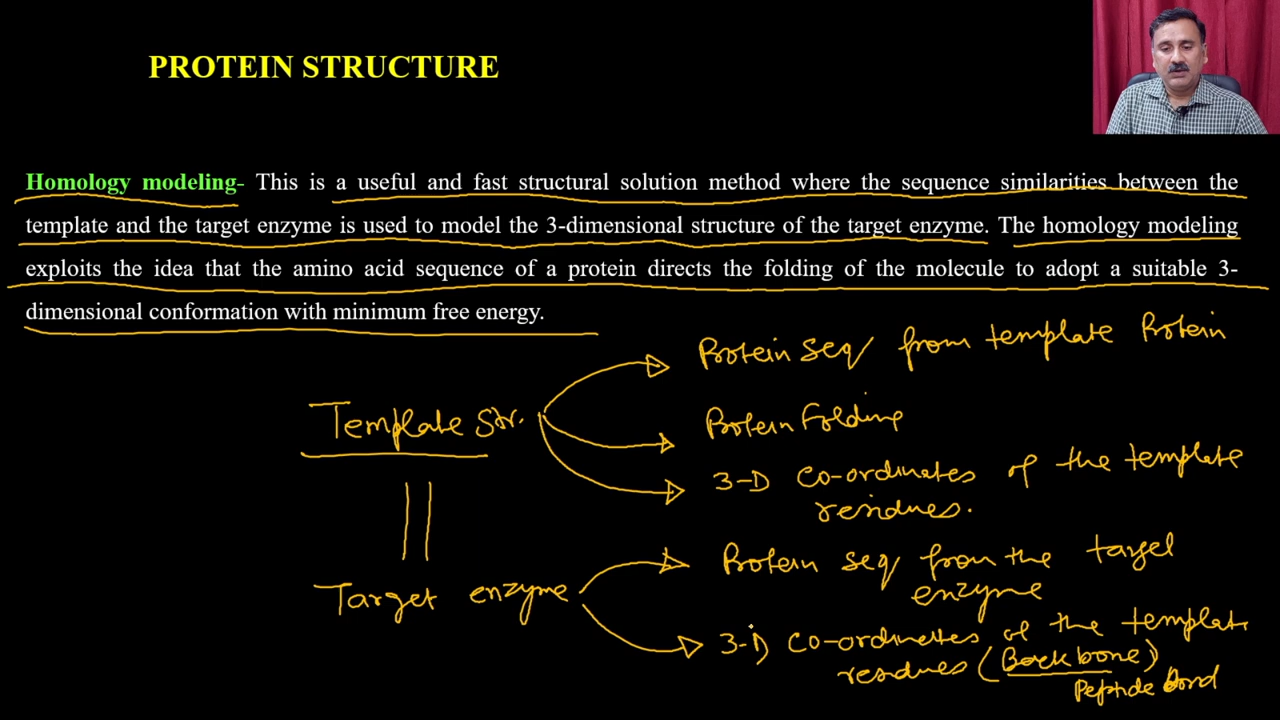 PROTEIN STRUCTURE
Homology modeling- This is a useful and fast structural solution method where the sequence similarities between the
template and the target enzyme is used to model the 3-dimensional structure of the target enzyme. The homology modeling
exploits the idea that the amino acid sequence of a protein directs the folding of the molecule to adopt a suitable 3-
dimensional conformation with minimum free energy.
Protein seq from template Protein
Template Str.
Protein Folding
3-D co-ordinates of the template
residues.
Protein seq from the target
enzyme
Target enzyme
3-D co-ordinates of the template
residues (Backbone)
Peptide Bond